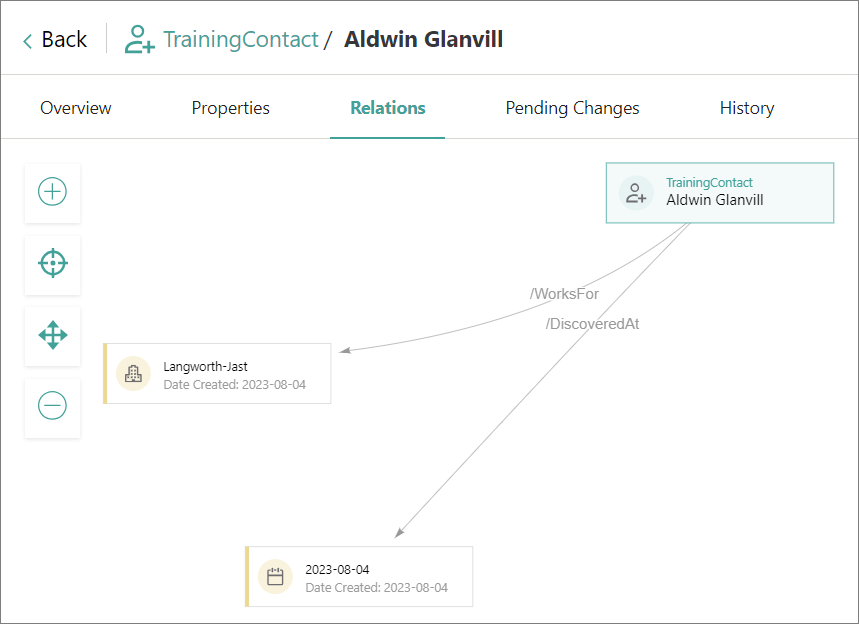 Back TrainingContact / Aldwin Glanvill
Overview Properties Relations Pending Changes History
TrainingContact
Aldwin Glanvill
/WorksFor
/DiscoveredAt
Langworth-Jast
Date Created: 2023-08-04
2023-08-04
Date Created: 2023-08-04